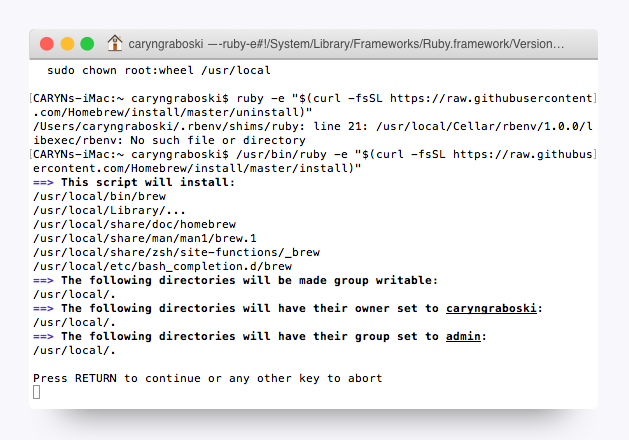 caryngraboski —-ruby-e#!/System/Library/Frameworks/Ruby.framework/Version...
sudo chown root:wheel /usr/local
[CARYNs-iMac:~ caryngraboski$ ruby -e "$(curl -fsSL https://raw.githubusercontent]
.com/Homebrew/install/master/uninstall)"
/Users/caryngraboski/.rbenv/shims/ruby: line 21: /usr/local/Cellar/rbenv/1.0.0/l
ibexec/rbenv: No such file or directory
[CARYNs-iMac:~ caryngraboski$ /usr/bin/ruby -e "$(curl -fsSL https://raw.githubus]
ercontent.com/Homebrew/install/master/install)"
==> This script will install:
/usr/local/bin/brew
/usr/local/Library/...
/usr/local/share/doc/homebrew
/usr/local/share/man/man1/brew.1
/usr/local/share/zsh/site-functions/_brew
/usr/local/etc/bash_completion.d/brew
==> The following directories will be made group writable:
/usr/local/.
==> The following directories will have their owner set to caryngraboski:
/usr/local/.
==> The following directories will have their group set to admin:
/usr/local/.
Press RETURN to continue or any other key to abort